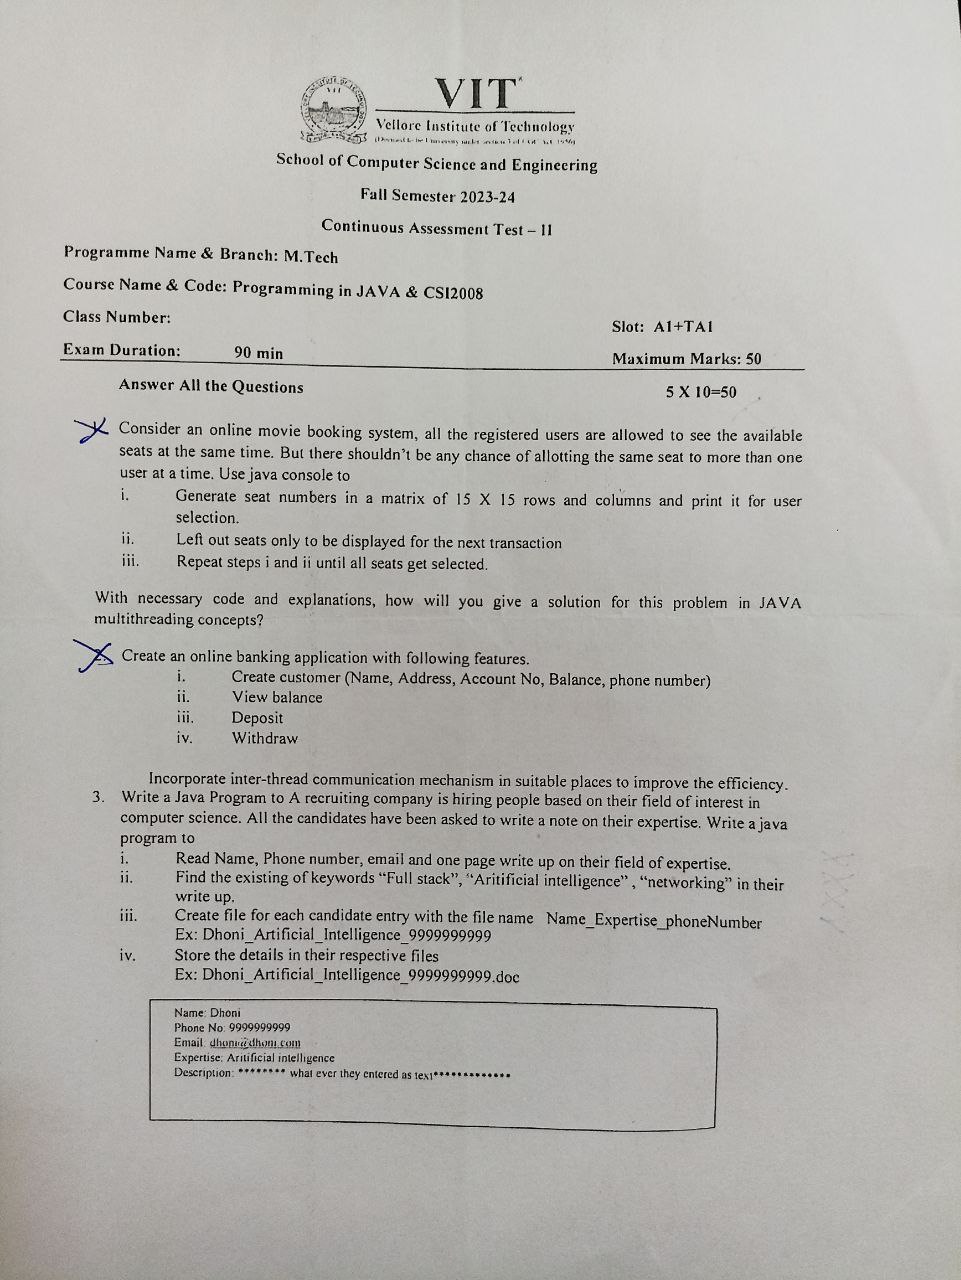 VIT
Vellore Institute of Technology
School of Computer Science and Engineering
Fall Semester 2023-24
Continuous Assessment Test – II
Programme Name & Branch: M.Tech
Course Name & Code: Programming in JAVA & CSI2008
Class Number:
Slot: A1+TA1
Exam Duration: 90 min
Maximum Marks: 50
Answer All the Questions
5 X 10=50
Consider an online movie booking system, all the registered users are allowed to see the available
seats at the same time. But there shouldn't be any chance of allotting the same seat to more than one
user at a time. Use java console to
i. Generate seat numbers in a matrix of 15 X 15 rows and columns and print it for user
selection.
ii. Left out seats only to be displayed for the next transaction
iii. Repeat steps i and ii until all seats get selected.
With necessary code and explanations, how will you give a solution for this problem in JAVA
multithreading concepts?
Create an online banking application with following features.
i. Create customer (Name, Address, Account No, Balance, phone number)
ii. View balance
iii. Deposit
iv. Withdraw
Incorporate inter-thread communication mechanism in suitable places to improve the efficiency.
3. Write a Java Program to A recruiting company is hiring people based on their field of interest in
computer science. All the candidates have been asked to write a note on their expertise. Write a java
program to
i. Read Name, Phone number, email and one page write up on their field of expertise.
ii. Find the existing of keywords "Full stack", "Aritificial intelligence" , "networking" in their
write up.
iii. Create file for each candidate entry with the file name Name_Expertise_phoneNumber
Ex: Dhoni_Artificial_Intelligence_9999999999
iv. Store the details in their respective files
Ex: Dhoni_Artificial_Intelligence_9999999999.doc
Name: Dhoni
Phone No: 9999999999
Email: dhoni@dhoni.com
Expertise: Aritificial intelligence
Description: ******** what ever they entered as text*************